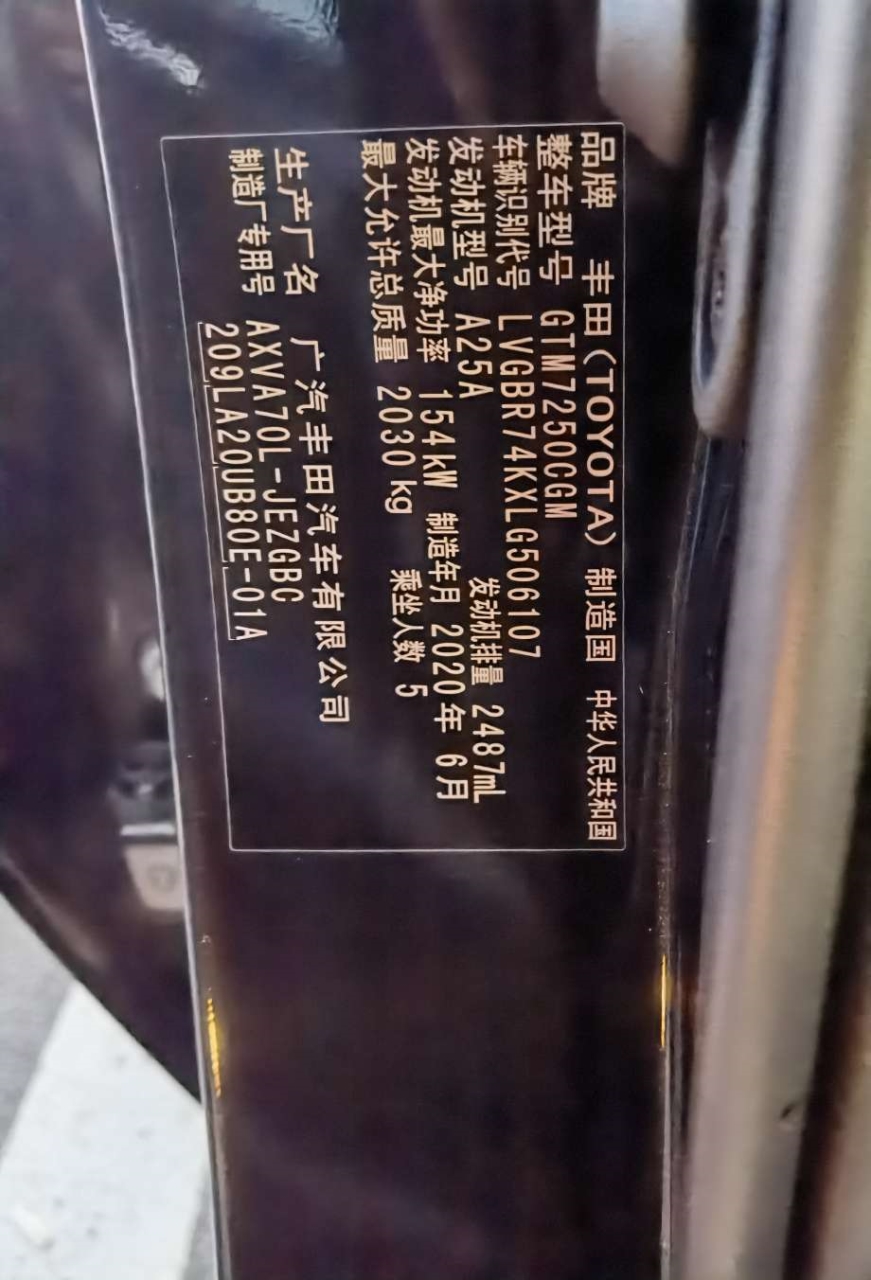 品牌 丰田(TOYOTA) 制造国 中华人民共和国
整车型号 GTM7250CGM
车辆识别代号 LVGBR74KXLG506107
发动机型号 A25A 发动机排量 2487mL
发动机最大净功率 154kW 制造年月 2020年 6月
最大允许总质量 2030kg 乘坐人数 5
生产厂名 广汽丰田汽车有限公司
制造厂专用号 AXVA70L-JEZGBC
209LA20UB80E-01A